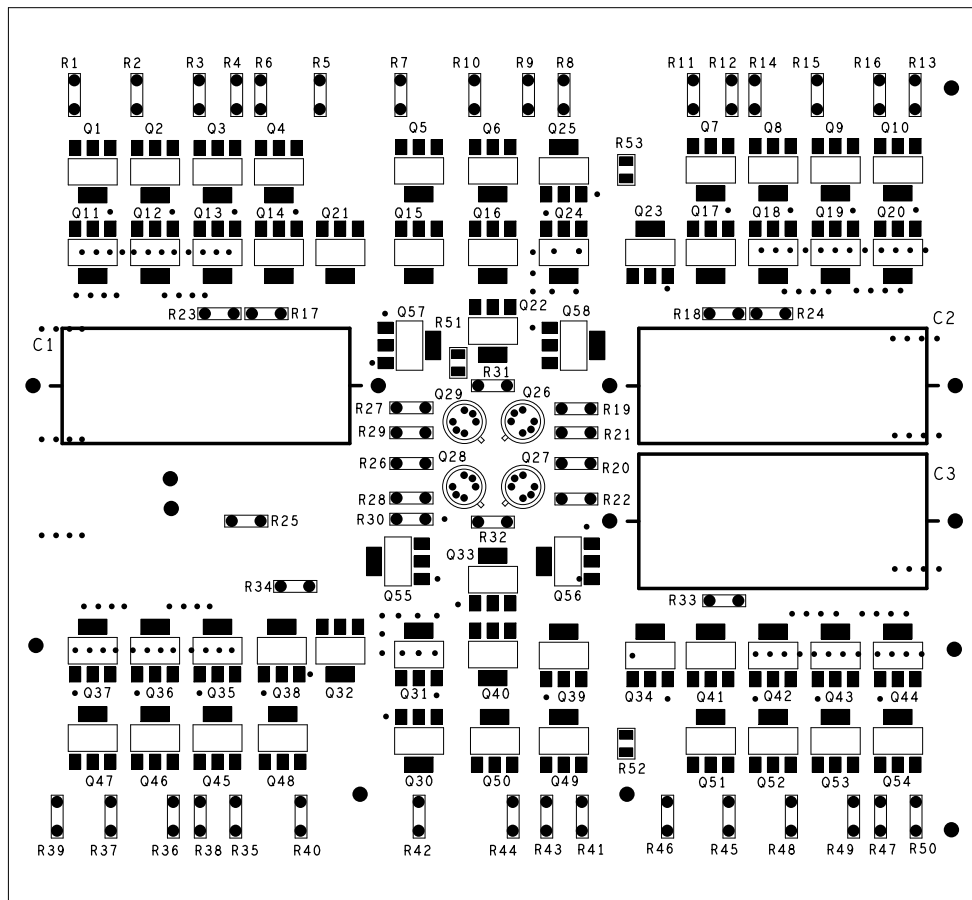 R1 R2 R3 R4 R6 R5 R7 R10 R9 R8 R11 R12 R14 R15 R16 R13
Q1 Q2 Q3 Q4 Q5 Q6 Q25 R53 Q7 Q8 Q9 Q10
Q11 Q12 Q13 Q14 Q21 Q15 Q16 Q24 Q23 Q17 Q18 Q19 Q20
R23 R17 Q57 Q22 Q58 R18 R24
C1 R51 C2
R31
R27 Q29 Q26 R19
R29 R21
R26 Q28 Q27 R20 C3
R28 R22
R25 R30
R32
Q33
R34 Q55 Q56 R33
Q37 Q36 Q35 Q38 Q32 Q31 Q40 Q39 Q34 Q41 Q42 Q43 Q44
R52
Q47 Q46 Q45 Q48 Q30 Q50 Q49 Q51 Q52 Q53 Q54
R39 R37 R36 R38 R35 R40 R42 R44 R43 R41 R46 R45 R48 R49 R47 R50